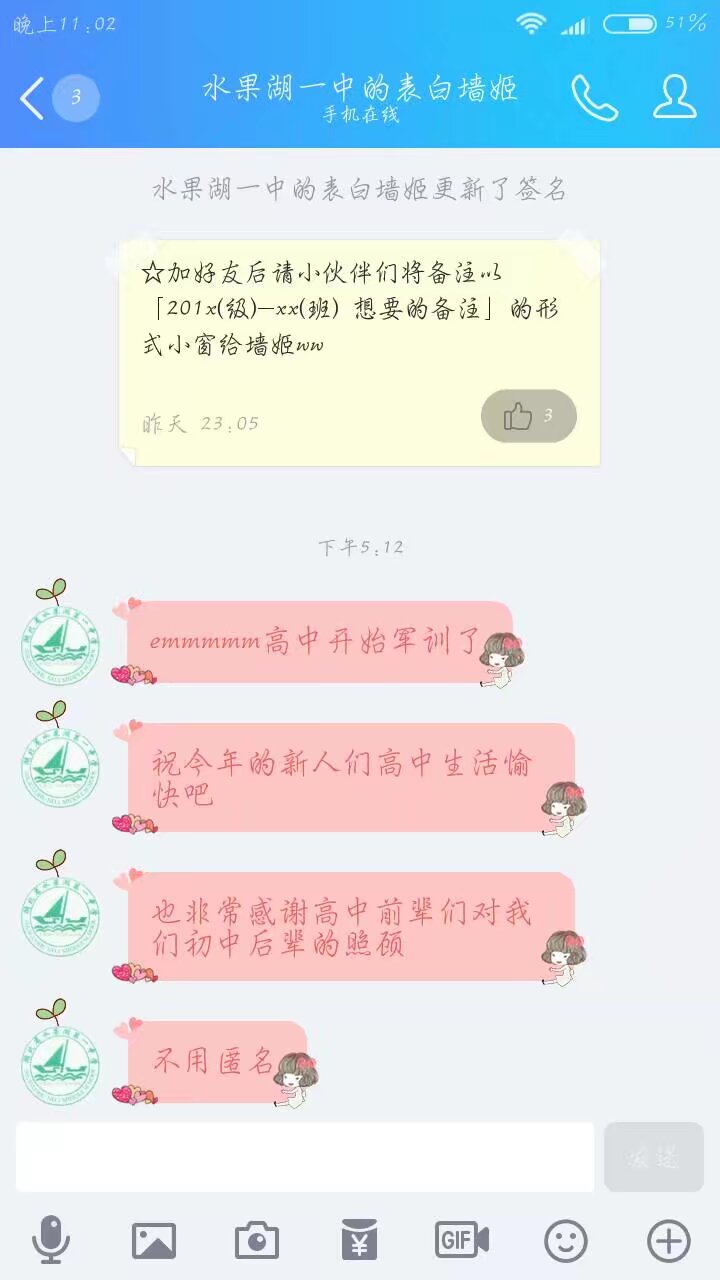 晚上11:02
51%
3
水果湖一中的表白墙姬
手机在线
水果湖一中的表白墙姬更新了签名
☆加好友后请小伙伴们将备注以
「201x(级)—xx(班) 想要的备注」的形
式小窗给墙姬ww
昨天 23:05
3
下午5:12
emmmmm高中开始军训了
祝今年的新人们高中生活愉
快吧
也非常感谢高中前辈们对我
们初中后辈的照顾
不用匿名
发送
GIF